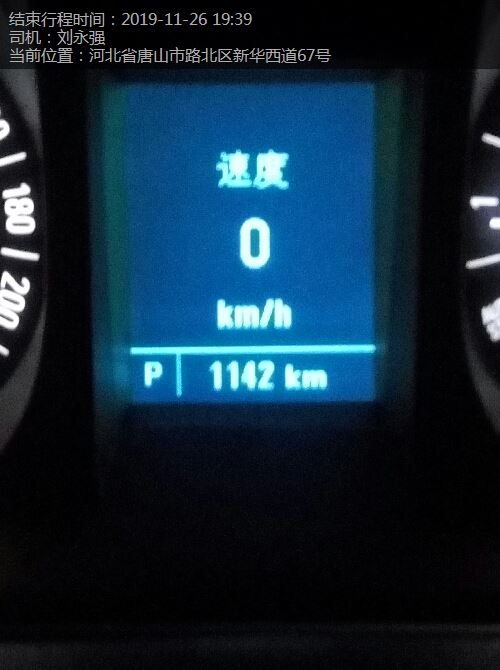 结束行程时间：2019-11-26 19:39
司机：刘永强
当前位置：河北省唐山市路北区新华西道67号
速度
0
km/h
P 1142 km
180
200
1